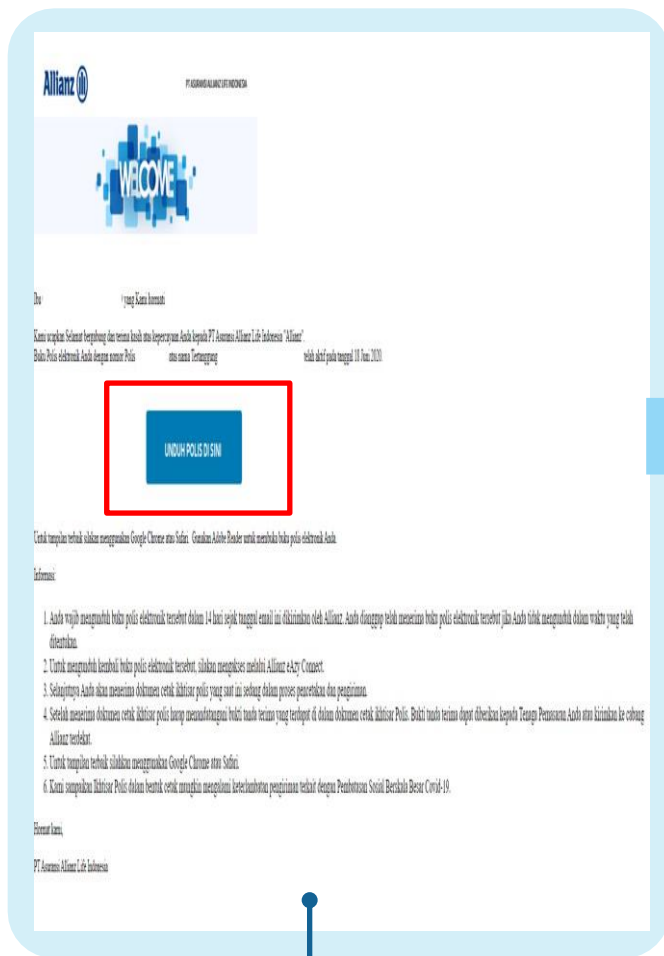 Allianz
PT ASURANSI ALLIANZ LIFE INDONESIA
WELCOME
Ibu yang Kami hormati
Kami ucapkan Selamat bergabung dan terima kasih atas kepercayaan Anda kepada PT Asuransi Allianz Life Indonesia "Allianz".
Buku Polis elektronik Anda dengan nomor Polis atas nama Tertanggung telah aktif pada tanggal 18 Juni 2020.
UNDUH POLIS DI SINI
Untuk tampilan terbaik silakan menggunakan Google Chrome atau Safari. Gunakan Adobe Reader untuk membuka buku polis elektronik Anda.
Informasi:
1. Anda wajib mengunduh buku polis elektronik tersebut dalam 14 hari sejak tanggal email ini dikirimkan oleh Allianz. Anda dianggap telah menerima buku polis elektronik tersebut jika Anda tidak mengunduh dalam waktu yang telah
ditentukan.
2. Untuk mengunduh kembali buku polis elektronik tersebut, silakan mengakses melalui Allianz eAzy Connect.
3. Selanjutnya Anda akan menerima dokumen cetak ikhtisar polis yang saat ini sedang dalam proses pencetakan dan pengiriman.
4. Setelah menerima dokumen cetak ikhtisar polis harap menandatangani bukti tanda terima yang terdapat di dalam dokumen cetak Ikhtisar Polis. Bukti tanda terima dapat diberikan kepada Tenaga Pemasaran Anda atau kirimkan ke cabang
Allianz terdekat.
5. Untuk tampilan terbaik silahkan menggunakan Google Chrome atau Safari.
6. Kami sampaikan Ikhtisar Polis dalam bentuk cetak mungkin mengalami keterlambatan pengiriman terkait dengan Pembatasan Sosial Berskala Besar Covid-19.
Hormat kami,
PT Asuransi Allianz Life Indonesia